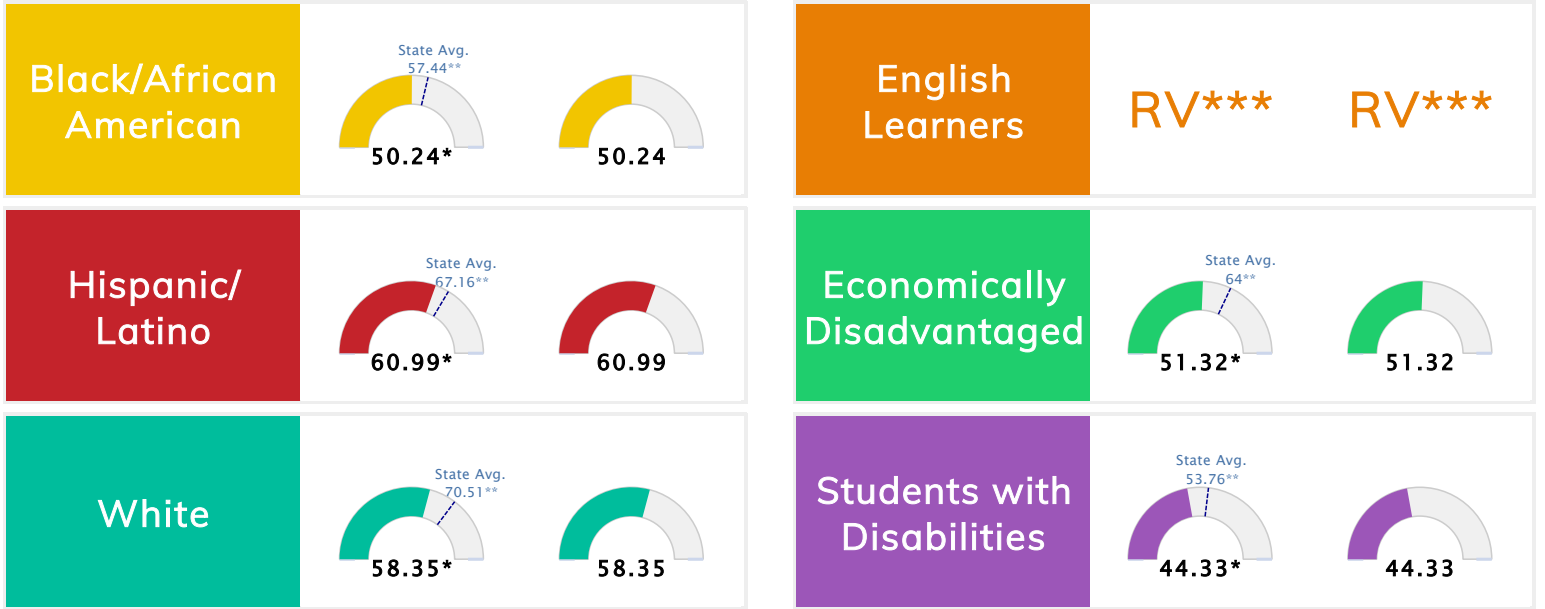 Black/African
American
State Avg.
57.44**
50.24*
50.24
English
Learners
RV***
RV***
Hispanic/
Latino
State Avg.
67.16**
60.99*
60.99
Economically
Disadvantaged
State Avg.
64**
51.32*
51.32
White
State Avg.
70.51**
58.35*
58.35
Students with
Disabilities
State Avg.
53.76**
44.33*
44.33